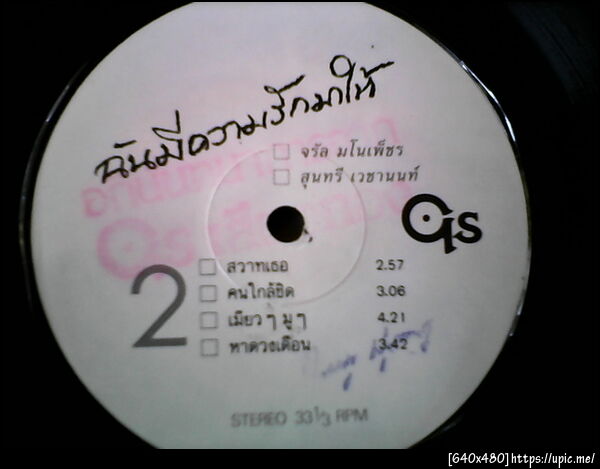 ฉันมีความรักมาให้
จรัล มโนเพ็ชร
สุนทรี เวชานนท์
สวาทเธอ 2.57
คนใกล้ชิด 3.06
เมียว ๆ มู ๆ 4.21
หาดวงเดือน 3.42
2
STEREO 33 1/3 RPM
[640x480]https://upic.me/